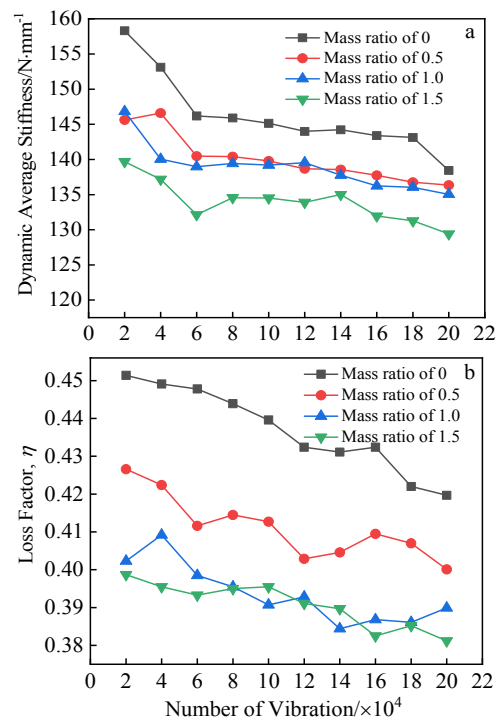 160
155
150
145
140
135
130
125
120
Dynamic Average Stiffness/N·mm⁻¹
a
Mass ratio of 0
Mass ratio of 0.5
Mass ratio of 1.0
Mass ratio of 1.5
0 2 4 6 8 10 12 14 16 18 20 22
0.45
0.44
0.43
0.42
0.41
0.40
0.39
0.38
Loss Factor, η
b
Mass ratio of 0
Mass ratio of 0.5
Mass ratio of 1.0
Mass ratio of 1.5
0 2 4 6 8 10 12 14 16 18 20 22
Number of Vibration/×10⁴